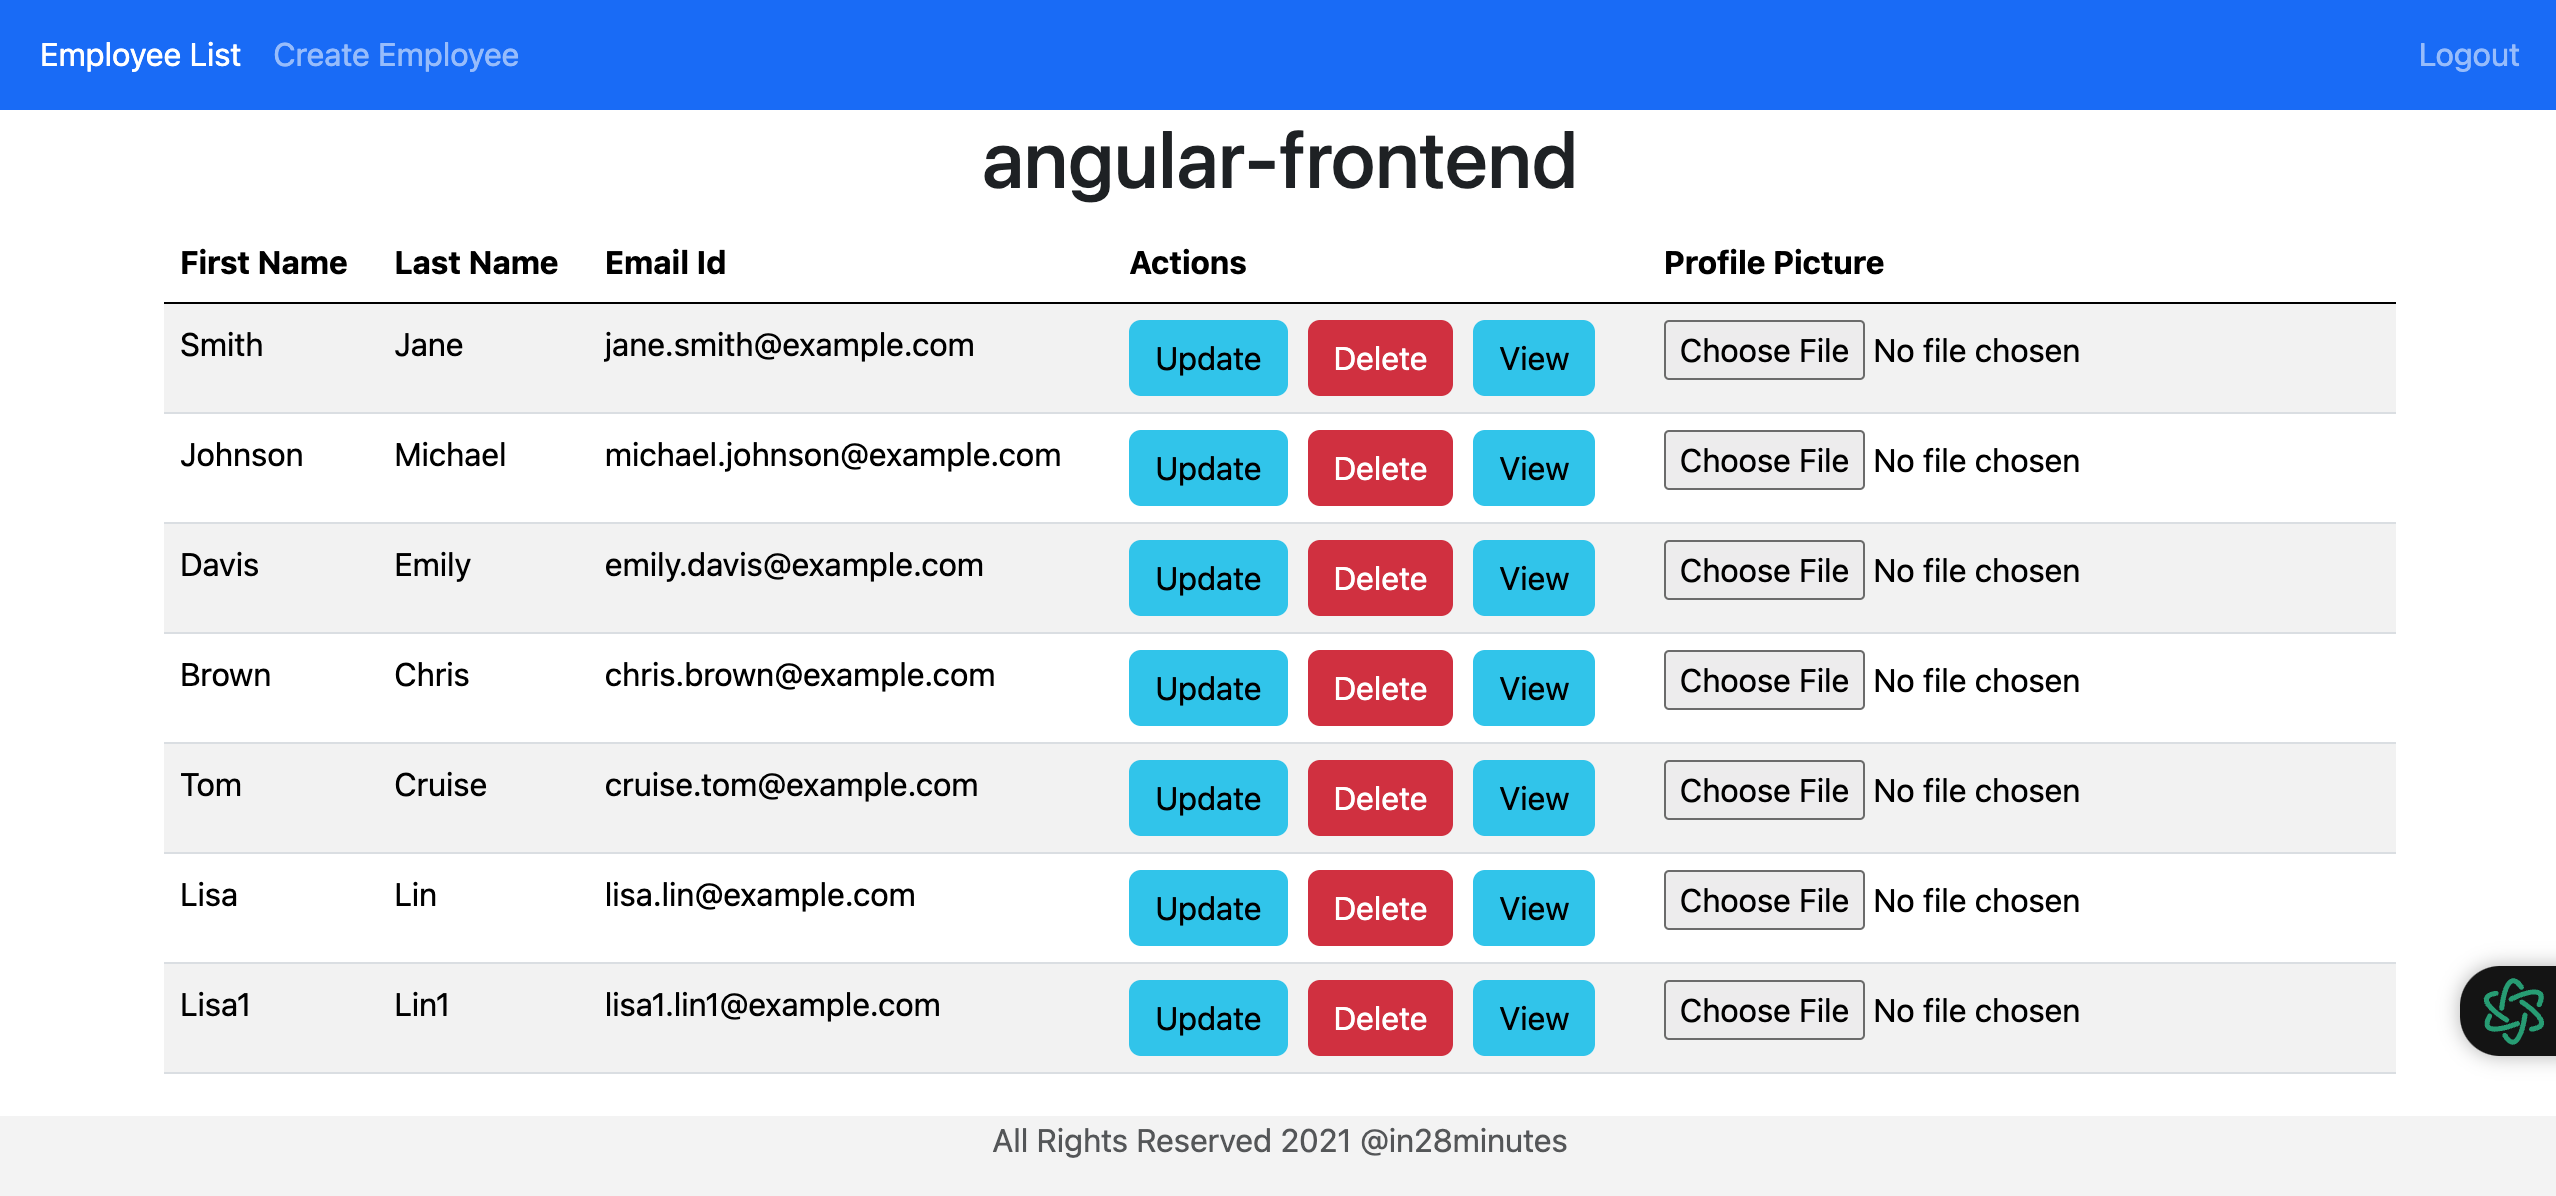 Employee List Create Employee Logout
angular-frontend
First Name Last Name Email Id Actions Profile Picture
Smith Jane jane.smith@example.com Update Delete View Choose File No file chosen
Johnson Michael michael.johnson@example.com Update Delete View Choose File No file chosen
Davis Emily emily.davis@example.com Update Delete View Choose File No file chosen
Brown Chris chris.brown@example.com Update Delete View Choose File No file chosen
Tom Cruise cruise.tom@example.com Update Delete View Choose File No file chosen
Lisa Lin lisa.lin@example.com Update Delete View Choose File No file chosen
Lisa1 Lin1 lisa1.lin1@example.com Update Delete View Choose File No file chosen
All Rights Reserved 2021 @in28minutes